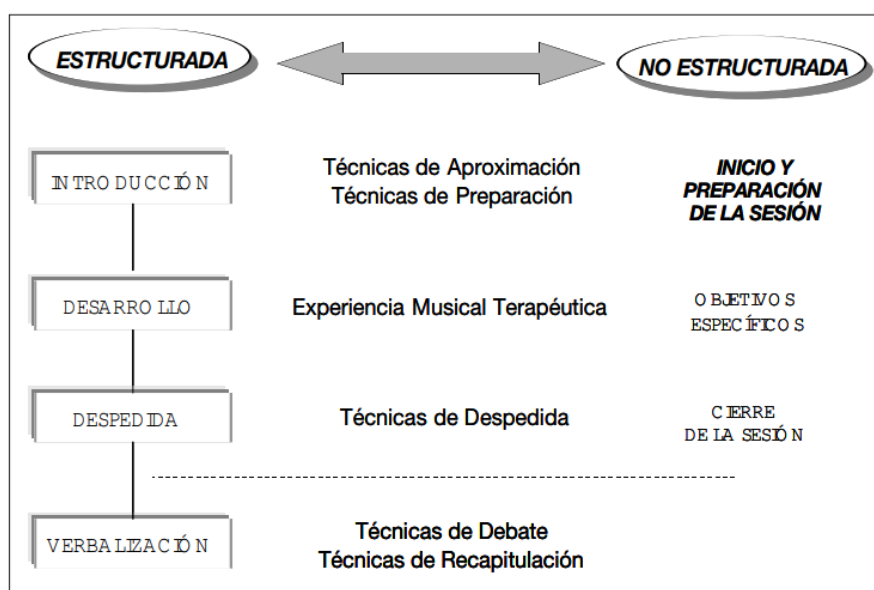 ESTRUCTURADA
NO ESTRUCTURADA
INTRODUCCIÓN
Técnicas de Aproximación
Técnicas de Preparación
INICIO Y
PREPARACIÓN
DE LA SESIÓN
DESARROLLO
Experiencia Musical Terapéutica
OBJETIVOS
ESPECÍFICOS
DESPEDIDA
Técnicas de Despedida
CIERRE
DE LA SESIÓN
VERBALIZACIÓN
Técnicas de Debate
Técnicas de Recapitulación